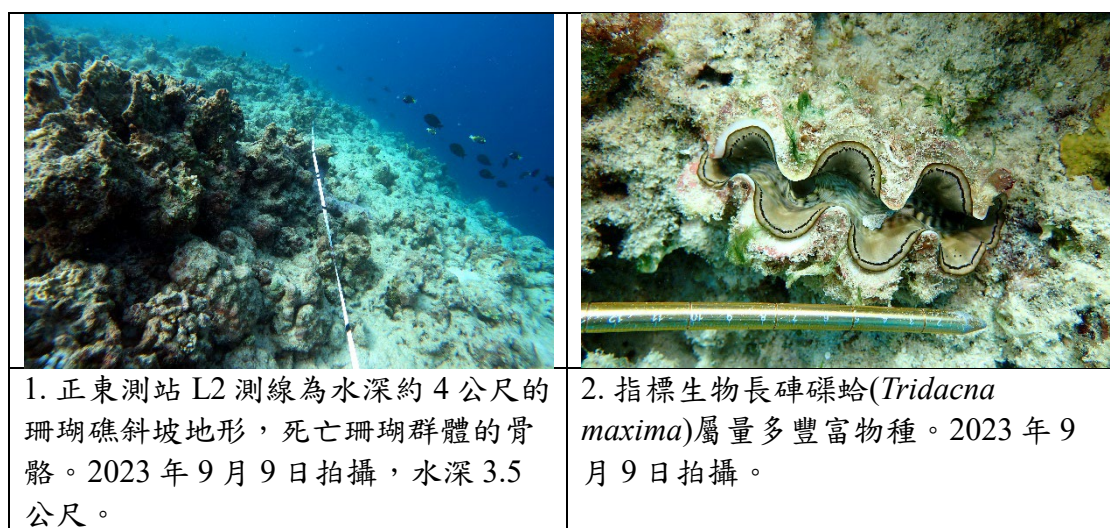 1. 正東測站 L2 測線為水深約 4 公尺的
珊瑚礁斜坡地形，死亡珊瑚群體的骨
骼。2023 年 9 月 9 日拍攝，水深 3.5
公尺。
2. 指標生物長硨磲蛤(Tridacna
maxima)屬量多豐富物種。2023 年 9
月 9 日拍攝。